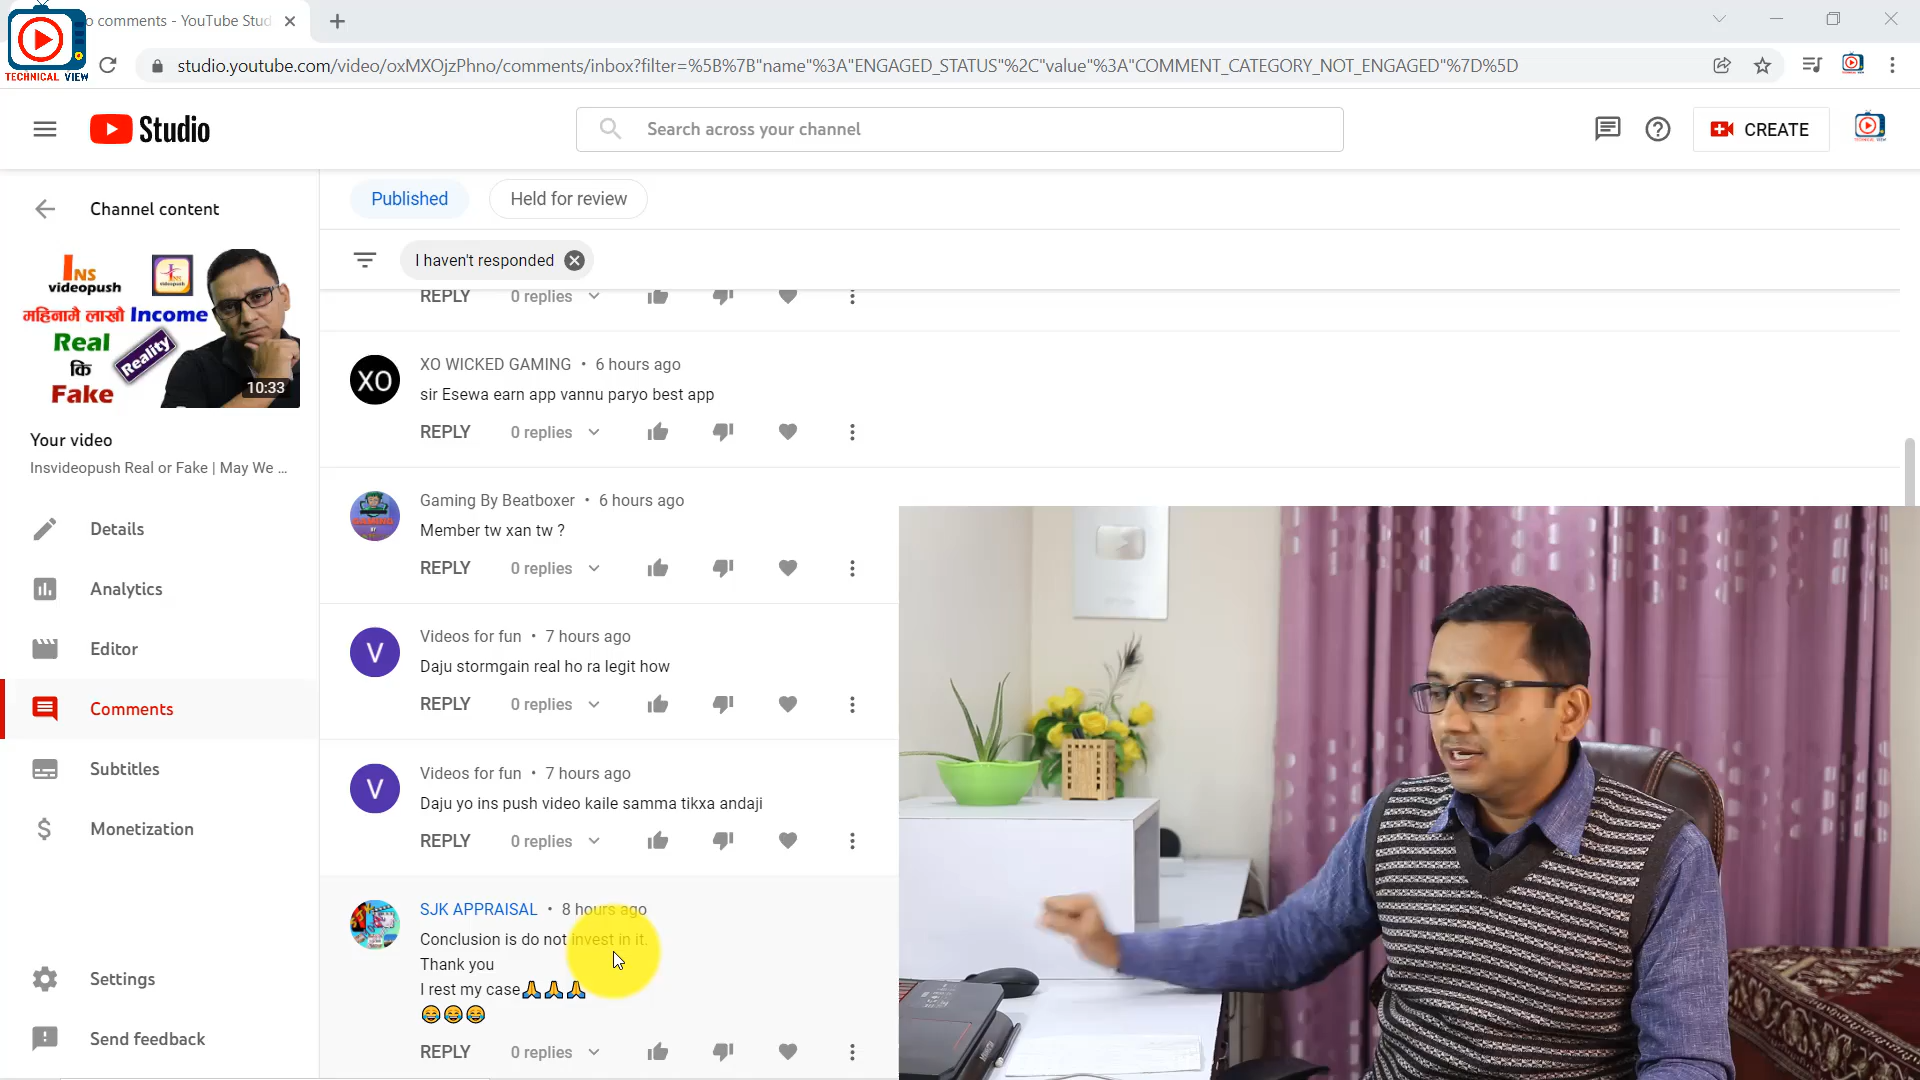 o comments - YouTube Stud
TECHNICAL VIEW
studio.youtube.com/video/oxMXOjzPhno/comments/inbox?filter=%5B%7B"name"%3A"ENGAGED_STATUS"%2C"value"%3A"COMMENT_CATEGORY_NOT_ENGAGED"%7D%5D
Studio
Search across your channel
CREATE
Channel content
Ins
videopush
महिनामै लाखौ Income
Real
कि
Fake
Reality
10:33
Your video
Insvideopush Real or Fake | May We ...
Details
Analytics
Editor
Comments
Subtitles
Monetization
Settings
Send feedback
Published
Held for review
I haven't responded
REPLY 0 replies
XO
XO WICKED GAMING • 6 hours ago
sir Esewa earn app vannu paryo best app
REPLY 0 replies
Gaming By Beatboxer • 6 hours ago
Member tw xan tw ?
REPLY 0 replies
V
Videos for fun • 7 hours ago
Daju stormgain real ho ra legit how
REPLY 0 replies
V
Videos for fun • 7 hours ago
Daju yo ins push video kaile samma tikxa andaji
REPLY 0 replies
SJK APPRAISAL • 8 hours ago
Conclusion is do not invest in it.
Thank you
I rest my case🙏🙏🙏
😂😂😂
REPLY 0 replies